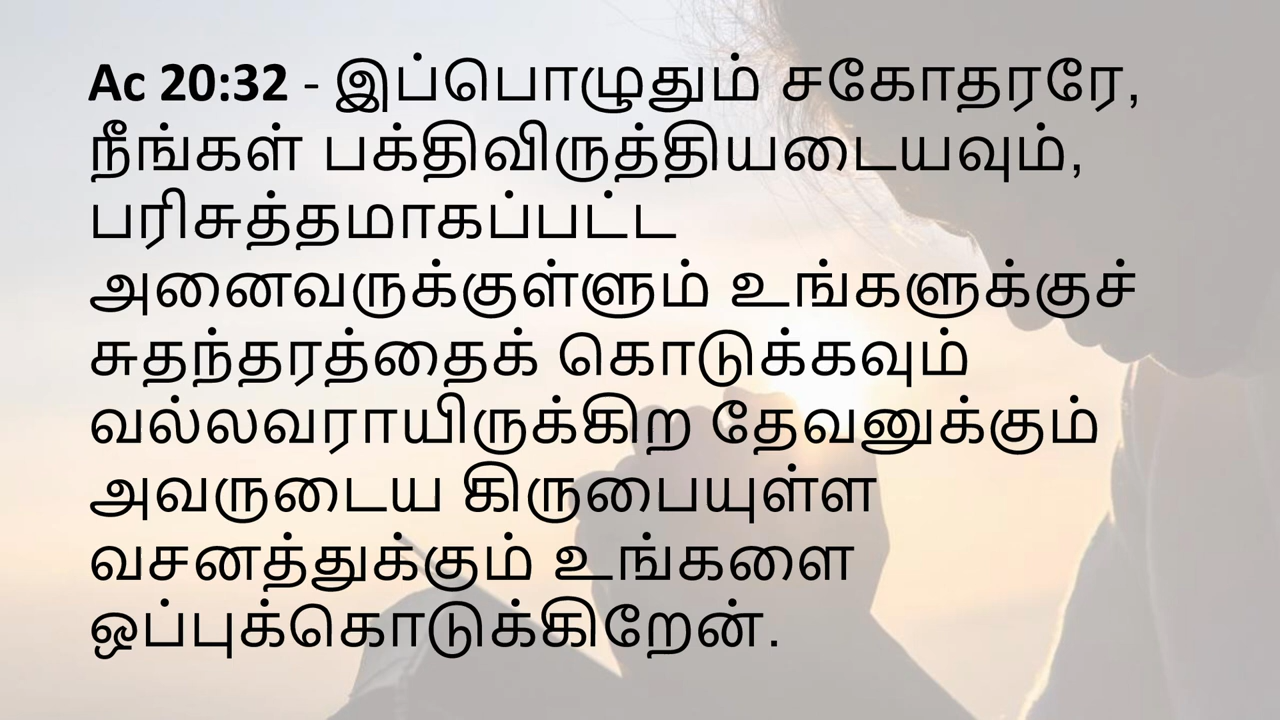 Ac 20:32 - இப்பொழுதும் சகோதரரே,
நீங்கள் பக்திவிருத்தியடையவும்,
பரிசுத்தமாகப்பட்ட
அனைவருக்குள்ளும் உங்களுக்குச்
சுதந்தரத்தைக் கொடுக்கவும்
வல்லவராயிருக்கிற தேவனுக்கும்
அவருடைய கிருபையுள்ள
வசனத்துக்கும் உங்களை
ஒப்புக்கொடுக்கிறேன்.